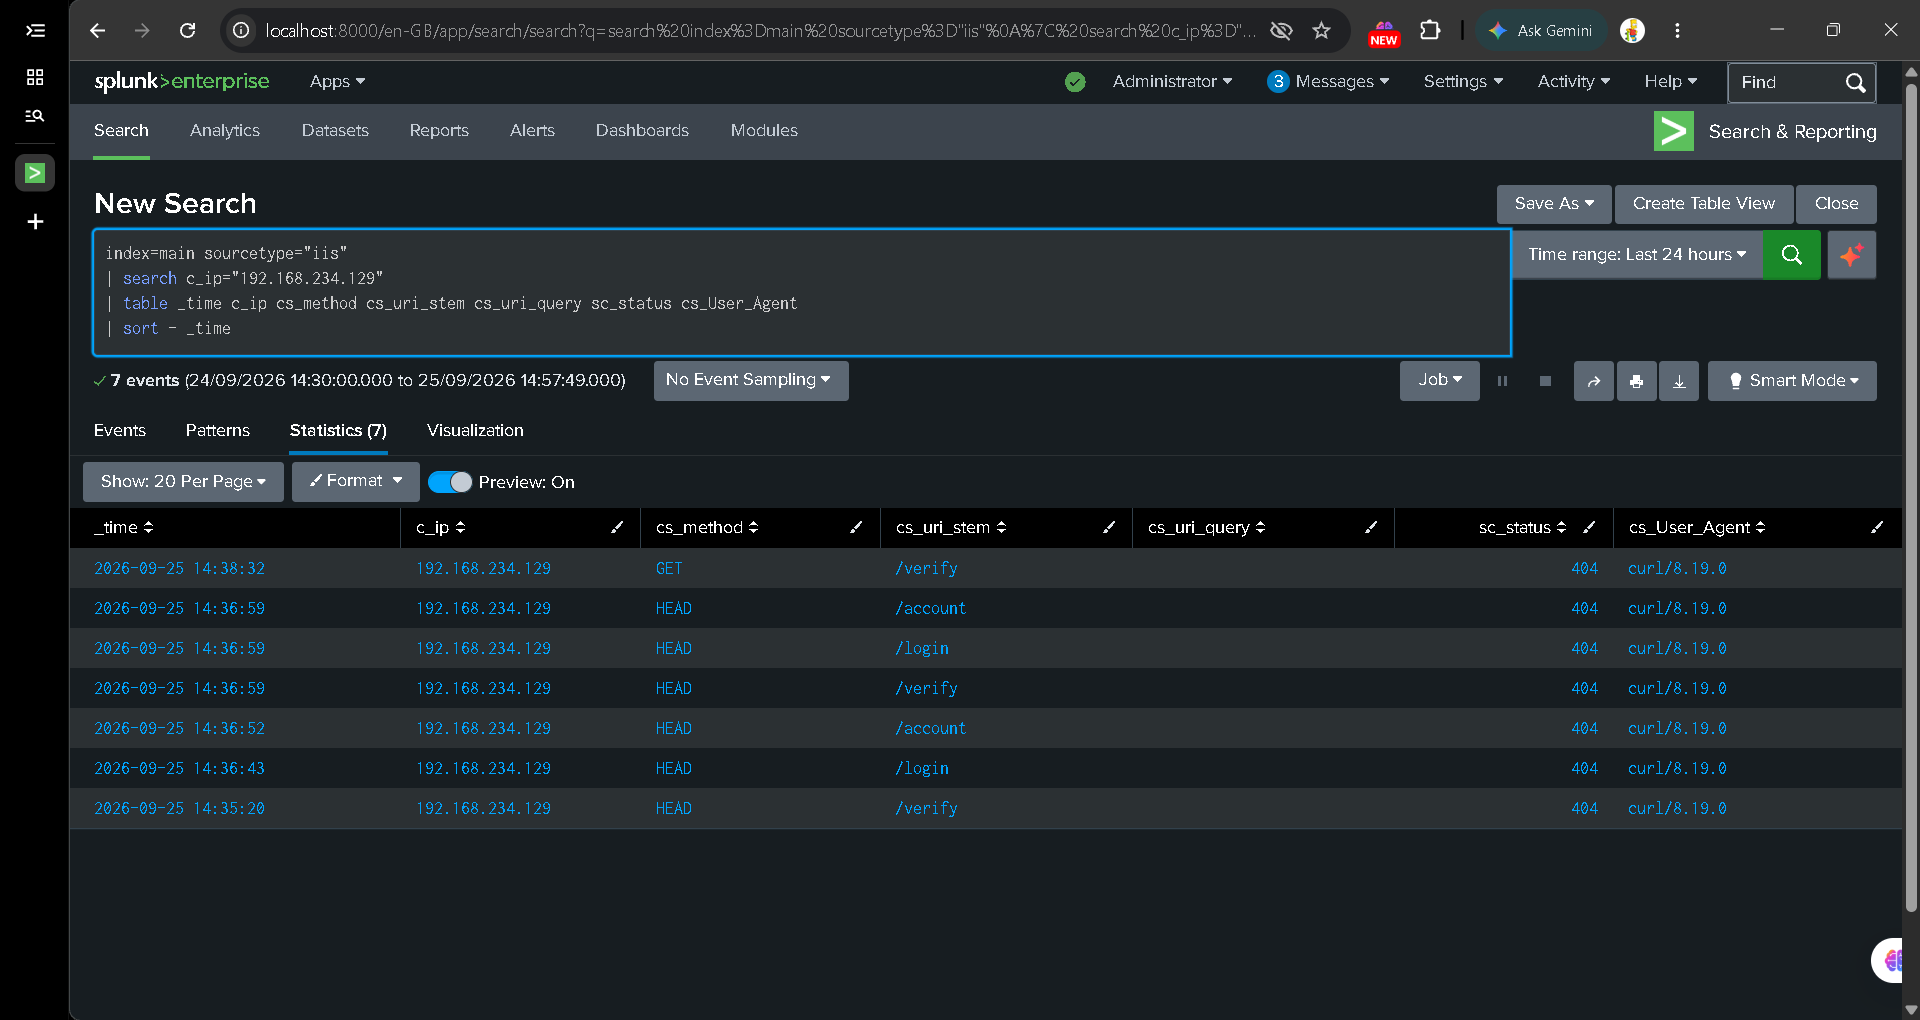 localhost:8000/en-GB/app/search/search?q=search%20index%3Dmain%20sourcetype%3D"iis"%0A%7C%20search%20c_ip%3D"...
NEW
Ask Gemini
splunk>enterprise
Apps
Administrator
3 Messages
Settings
Activity
Help
Find
Search
Analytics
Datasets
Reports
Alerts
Dashboards
Modules
Search & Reporting
New Search
Save As
Create Table View
Close
index=main sourcetype="iis"
| search c_ip="192.168.234.129"
| table _time c_ip cs_method cs_uri_stem cs_uri_query sc_status cs_User_Agent
| sort - _time
Time range: Last 24 hours
7 events (24/09/2026 14:30:00.000 to 25/09/2026 14:57:49.000)
No Event Sampling
Job
Smart Mode
Events
Patterns
Statistics (7)
Visualization
Show: 20 Per Page
Format
Preview: On
_time c_ip cs_method cs_uri_stem cs_uri_query sc_status cs_User_Agent
2026-09-25 14:38:32 192.168.234.129 GET /verify 404 curl/8.19.0
2026-09-25 14:36:59 192.168.234.129 HEAD /account 404 curl/8.19.0
2026-09-25 14:36:59 192.168.234.129 HEAD /login 404 curl/8.19.0
2026-09-25 14:36:59 192.168.234.129 HEAD /verify 404 curl/8.19.0
2026-09-25 14:36:52 192.168.234.129 HEAD /account 404 curl/8.19.0
2026-09-25 14:36:43 192.168.234.129 HEAD /login 404 curl/8.19.0
2026-09-25 14:35:20 192.168.234.129 HEAD /verify 404 curl/8.19.0